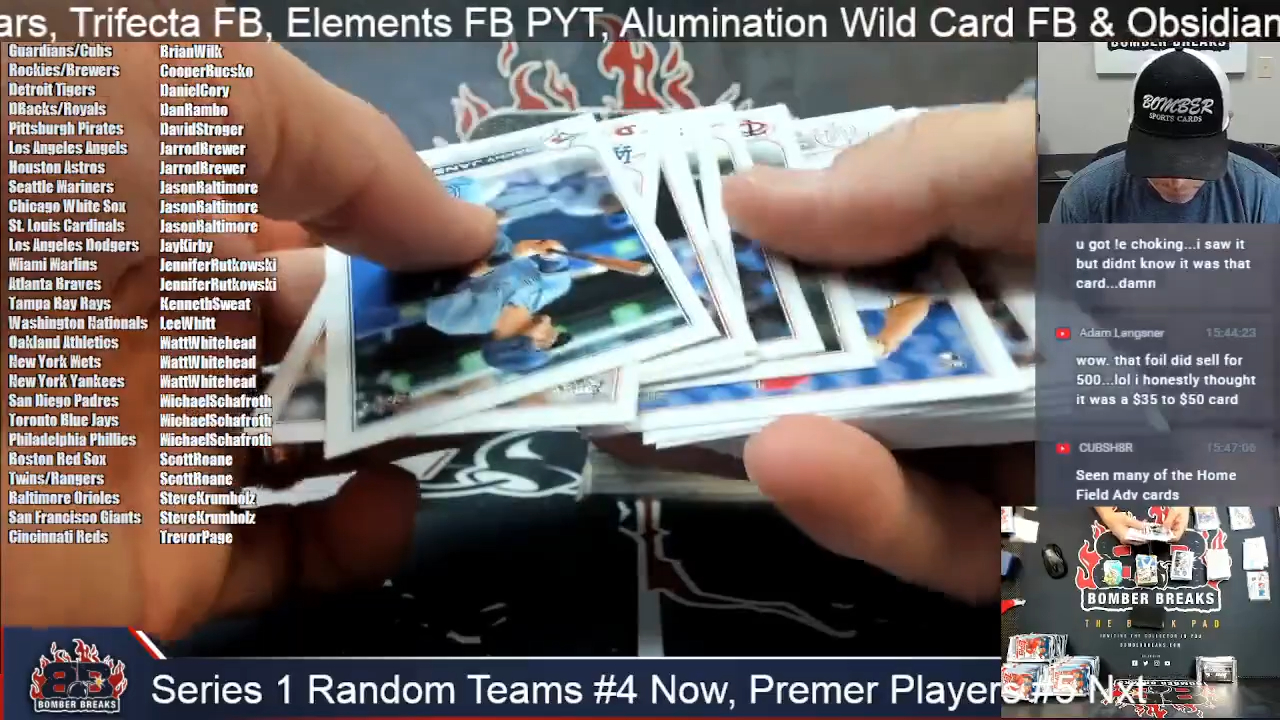 ars, Trifecta FB, Elements FB PYT, Alumination Wild Card FB & Obsidian
Guardians/Cubs BrianWilk
Rockies/Brewers CooperBucsko
Detroit Tigers DanielCory
DBacks/Royals DanRambo
Pittsburgh Pirates DavidStroger
Los Angeles Angels JarrodBrewer
Houston Astros JarrodBrewer
Seattle Mariners JasonBaltimore
Chicago White Sox JasonBaltimore
St. Louis Cardinals JasonBaltimore
Los Angeles Dodgers JayKirby
Miami Marlins JenniferRutkowski
Atlanta Braves JenniferRutkowski
Tampa Bay Rays KennethSweat
Washington Nationals LeeWhitt
Oakland Athletics MattWhitehead
New York Mets MattWhitehead
New York Yankees MattWhitehead
San Diego Padres MichaelSchafroth
Toronto Blue Jays MichaelSchafroth
Philadelphia Phillies MichaelSchafroth
Boston Red Sox ScottRoane
Twins/Rangers ScottRoane
Baltimore Orioles SteveKrumholz
San Francisco Giants SteveKrumholz
Cincinnati Reds TrevorPage
BOMBER BREAKS
BOMBER
SPORTS CARDS
u got !e choking...i saw it
but didnt know it was that
card...damn
Adam Langsner 15:44:23
wow. that foil did sell for
500...lol i honestly thought
it was a $35 to $50 card
CUBSH8R 15:47:06
Seen many of the Home
Field Adv cards
BOMBER BREAKS
THE B K PAD
BOMBERBREAKS.COM
BOMBER BREAKS
Series 1 Random Teams #4 Now, Premer Players #5 Nxt